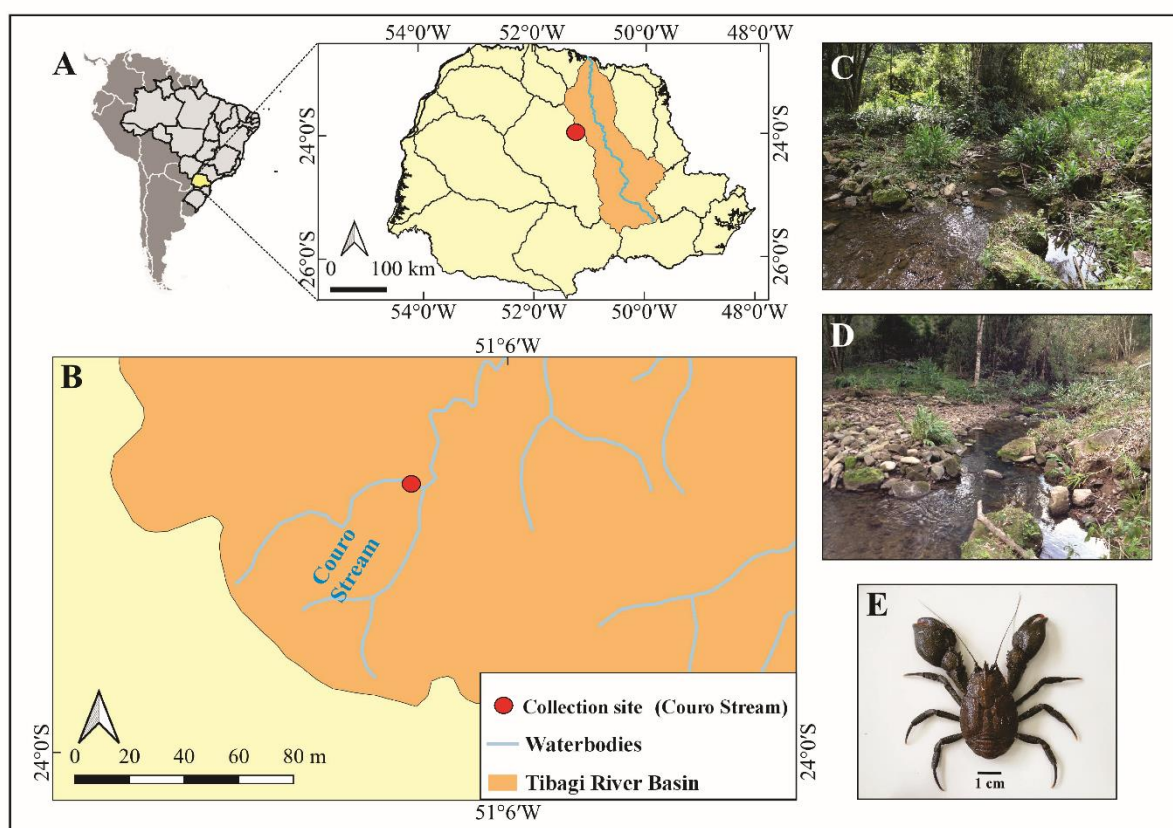 A
54°0'W
52°0'W
50°0'W
48°0'W
24°0'S
26°0'S
24°0'S
26°0'S
0
100 km
54°0'W
52°0'W
50°0'W
48°0'W
C
D
51°6'W
B
Couro
Stream
Collection site (Couro Stream)
Waterbodies
Tibagi River Basin
0 20 40 60 80 m
24°0'S
24°0'S
51°6'W
E
1 cm